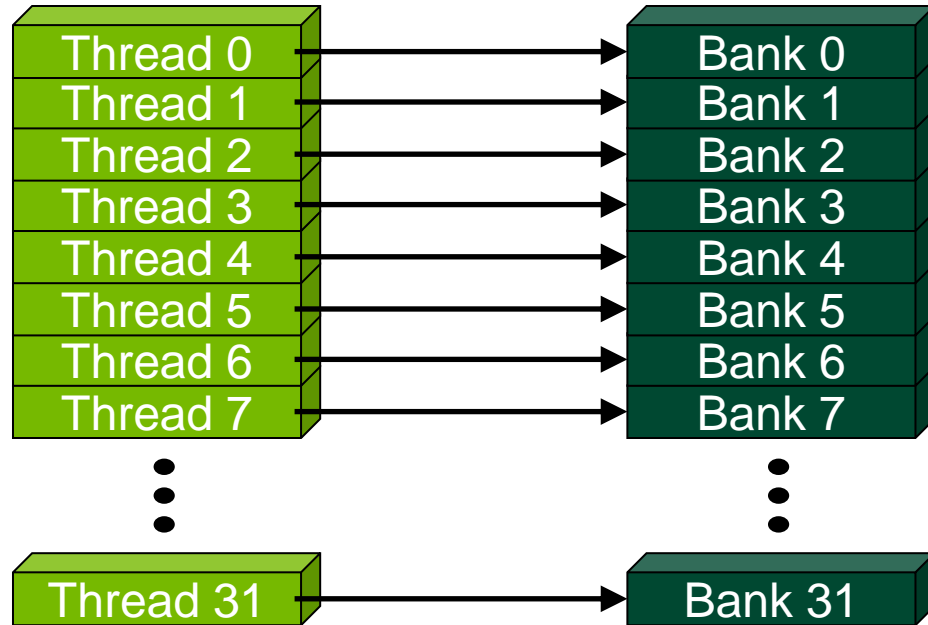 Thread 0
Thread 1
Thread 2
Thread 3
Thread 4
Thread 5
Thread 6
Thread 7
Thread 31
Bank 0
Bank 1
Bank 2
Bank 3
Bank 4
Bank 5
Bank 6
Bank 7
Bank 31